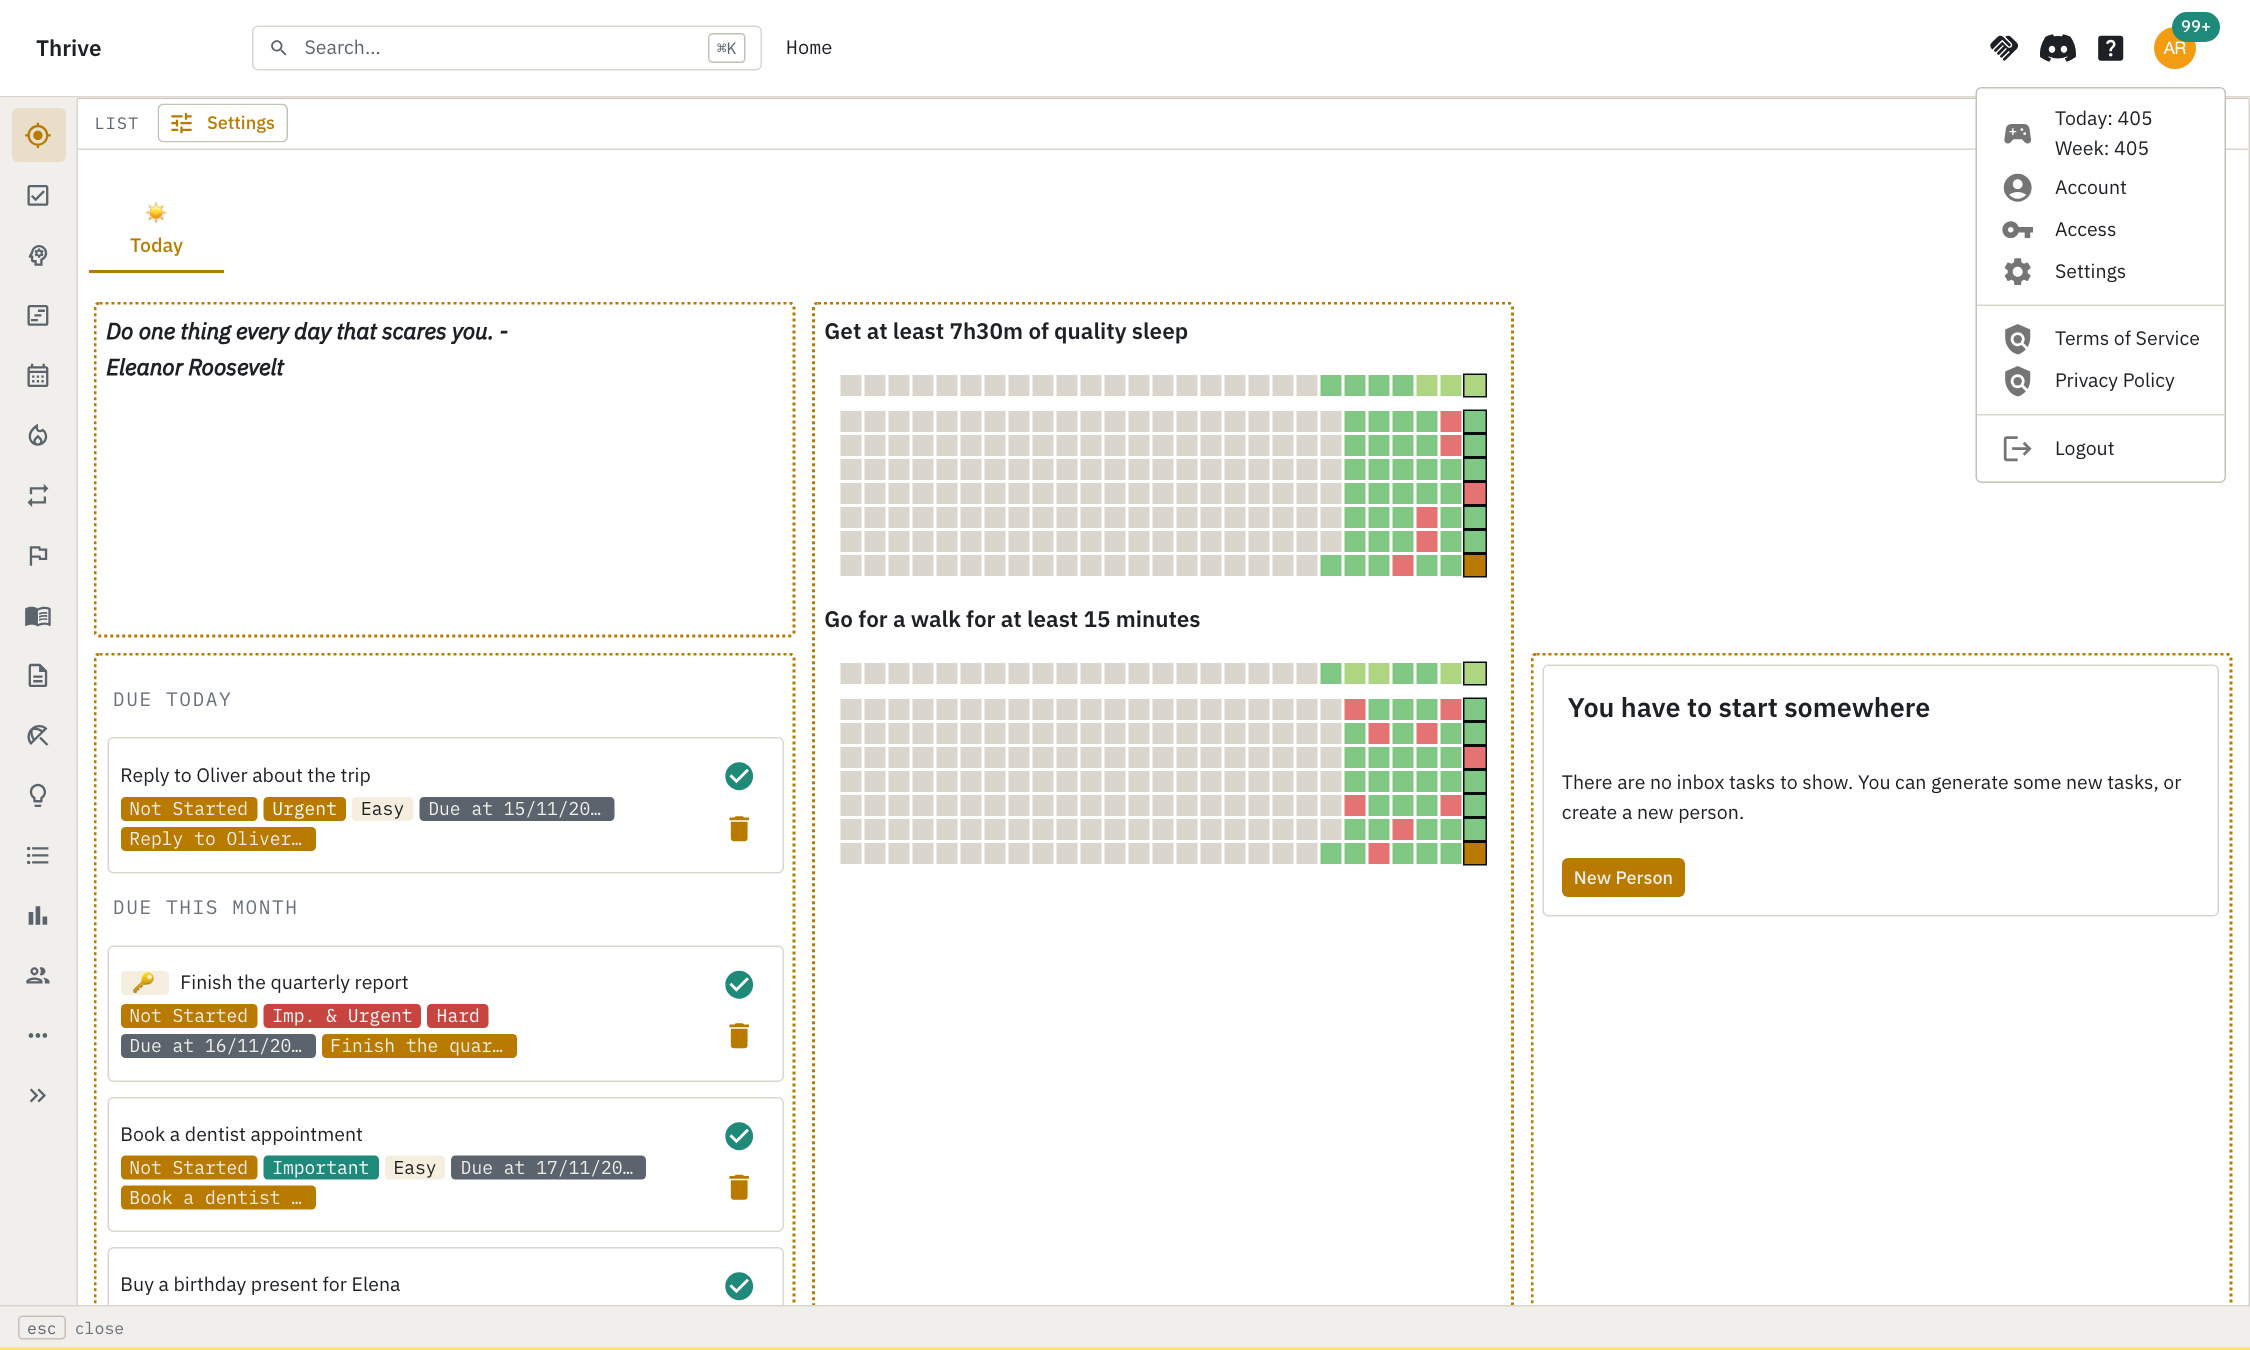 Thrive
Search...
⌘K
Home
99+
AR
LIST
Settings
Today: 405
Week: 405
Account
Access
Settings
Terms of Service
Privacy Policy
Logout
Today
Do one thing every day that scares you. -
Eleanor Roosevelt
Get at least 7h30m of quality sleep
Go for a walk for at least 15 minutes
DUE TODAY
Reply to Oliver about the trip
Not Started Urgent Easy Due at 15/11/20…
Reply to Oliver…
DUE THIS MONTH
Finish the quarterly report
Not Started Imp. & Urgent Hard
Due at 16/11/20… Finish the quar…
Book a dentist appointment
Not Started Important Easy Due at 17/11/20…
Book a dentist …
Buy a birthday present for Elena
You have to start somewhere
There are no inbox tasks to show. You can generate some new tasks, or
create a new person.
New Person
esc close